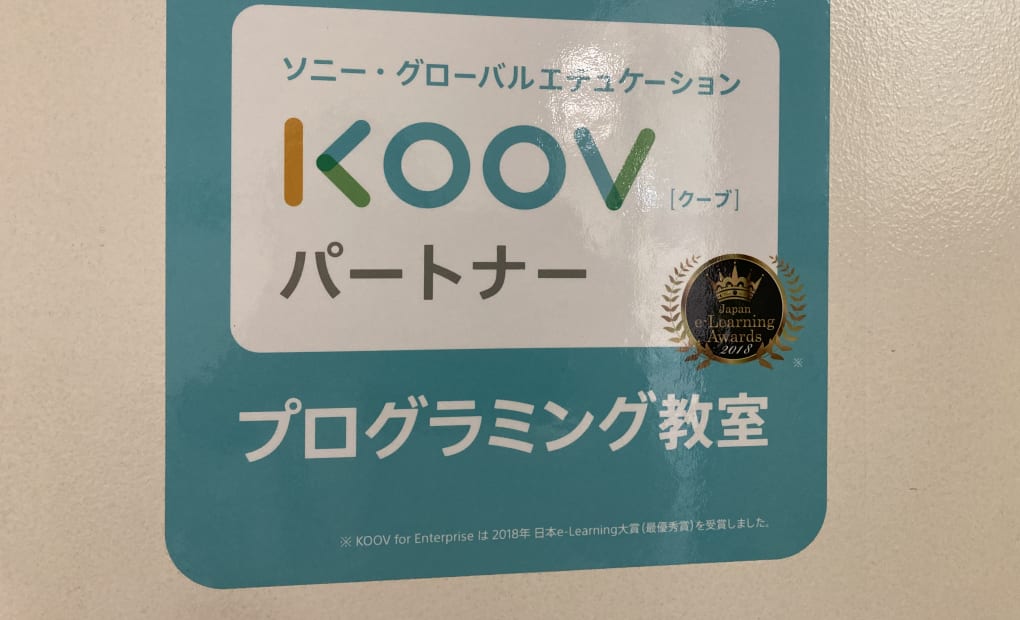 ソニー・グローバルエデュケーション
KOOV
[クーブ]
パートナー
Japan
e-Learning
Awards
2018
※
プログラミング教室
※ KOOV for Enterprise は 2018年 日本e-Learning大賞（最優秀賞）を受賞しました。